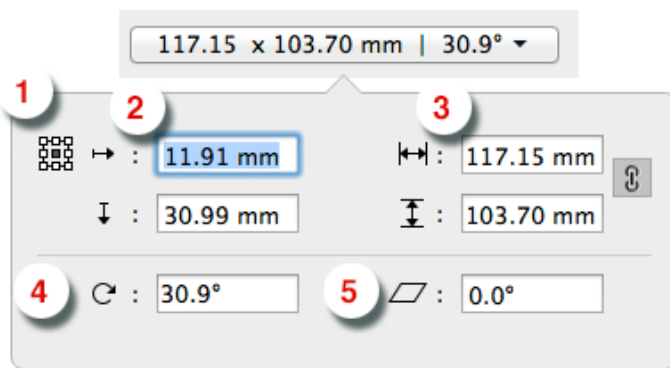 117.15 x 103.70 mm | 30.9°
1 2 3
: 11.91 mm : 117.15 mm
: 30.99 mm : 103.70 mm
4 : 30.9° 5 : 0.0°